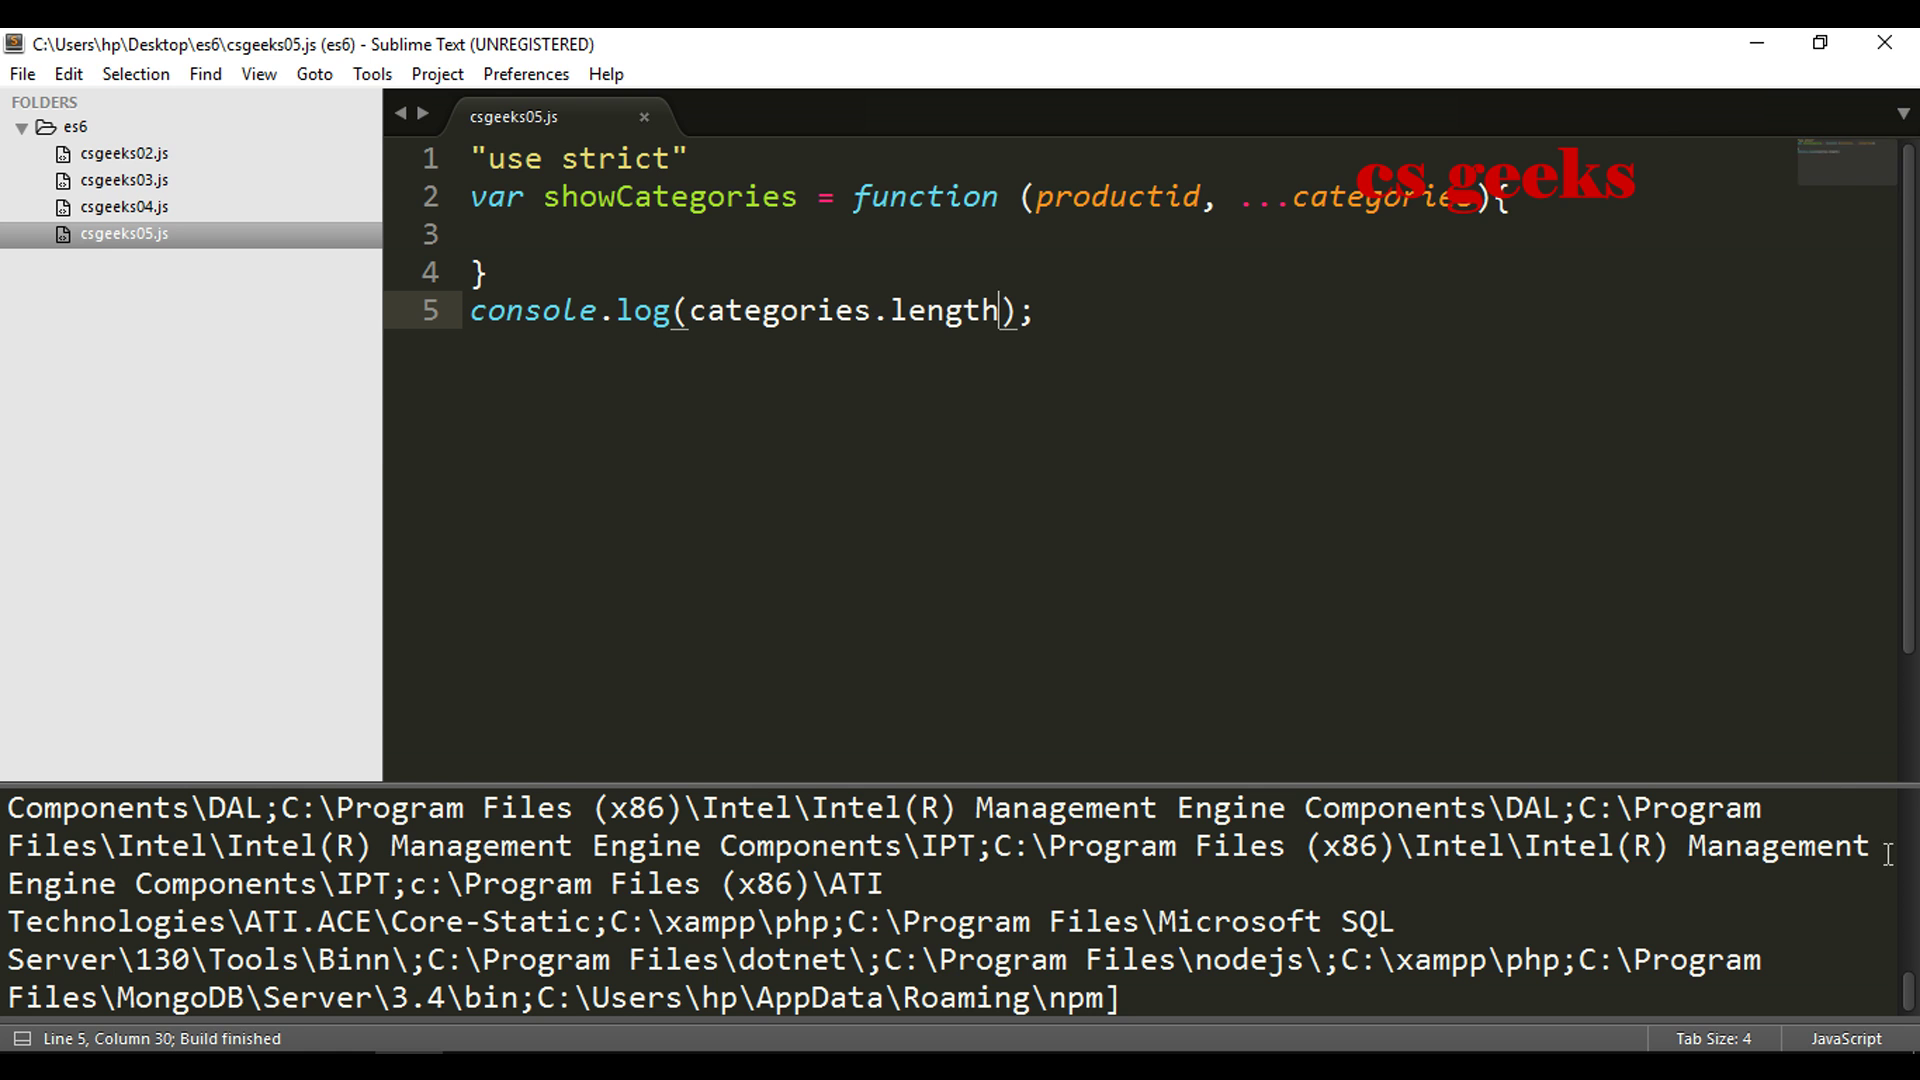 C:\Users\hp\Desktop\es6\csgeeks05.js (es6) - Sublime Text (UNREGISTERED)
File Edit Selection Find View Goto Tools Project Preferences Help
FOLDERS
es6
csgeeks02.js
csgeeks03.js
csgeeks04.js
csgeeks05.js
csgeeks05.js
1 "use strict"
cs geeks
2 var showCategories = function (productid, ...categories){
3
4 }
5 console.log(categories.length);
Components\DAL;C:\Program Files (x86)\Intel\Intel(R) Management Engine Components\DAL;C:\Program
Files\Intel\Intel(R) Management Engine Components\IPT;C:\Program Files (x86)\Intel\Intel(R) Management
Engine Components\IPT;c:\Program Files (x86)\ATI
Technologies\ATI.ACE\Core-Static;C:\xampp\php;C:\Program Files\Microsoft SQL
Server\130\Tools\Binn\;C:\Program Files\dotnet\;C:\Program Files\nodejs\;C:\xampp\php;C:\Program
Files\MongoDB\Server\3.4\bin;C:\Users\hp\AppData\Roaming\npm]
Line 5, Column 30; Build finished
Tab Size: 4
JavaScript